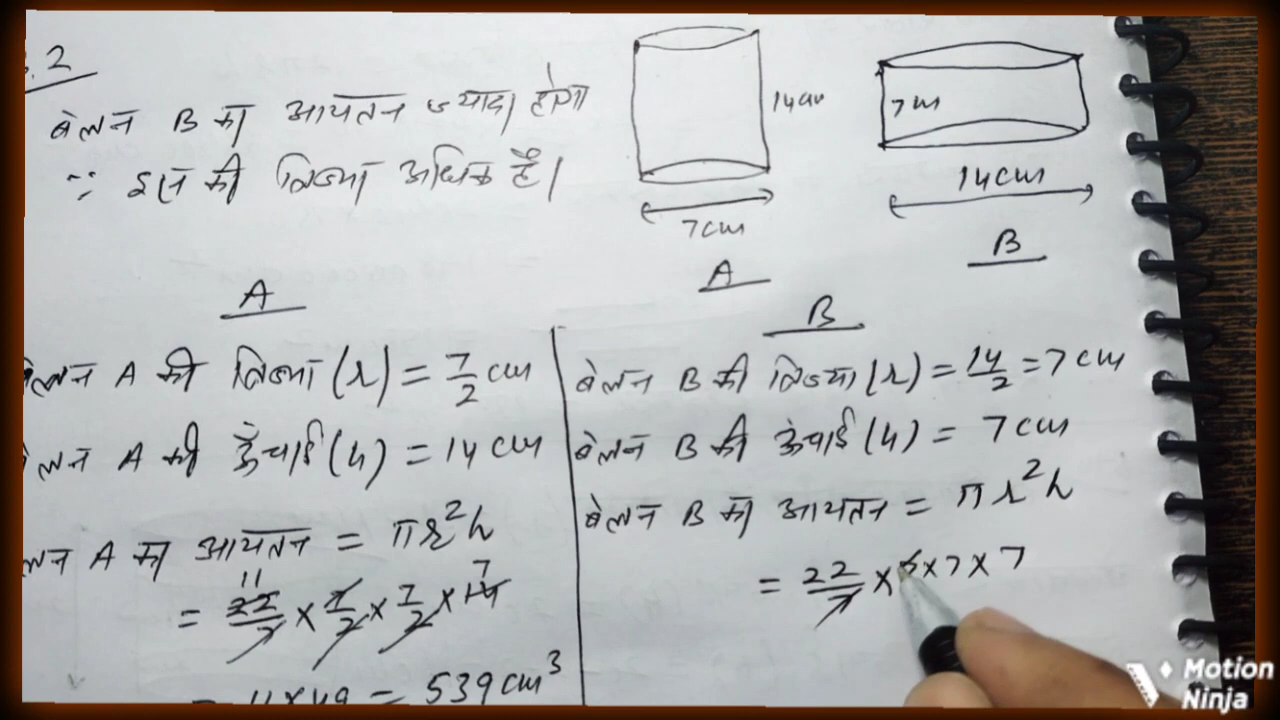 .2
बेलन B का आयतन ज्यादा होगा
∵ इस की त्रिज्या अधिक है।
14cm
7cm
A
7cm
14cm
B
A
बेलन A की त्रिज्या (r) = 7/2 cm
बेलन A की ऊँचाई (h) = 14 cm
बेलन A का आयतन = πr²h
11 7
= 22/7 × 7/2 × 7/2 × 14
= 11×49 = 539 cm³
B
बेलन B की त्रिज्या (r) = 14/2 = 7 cm
बेलन B की ऊंचाई (h) = 7 cm
बेलन B का आयतन = πr²h
= 22/7 × 7 × 7 × 7
Motion
Ninja